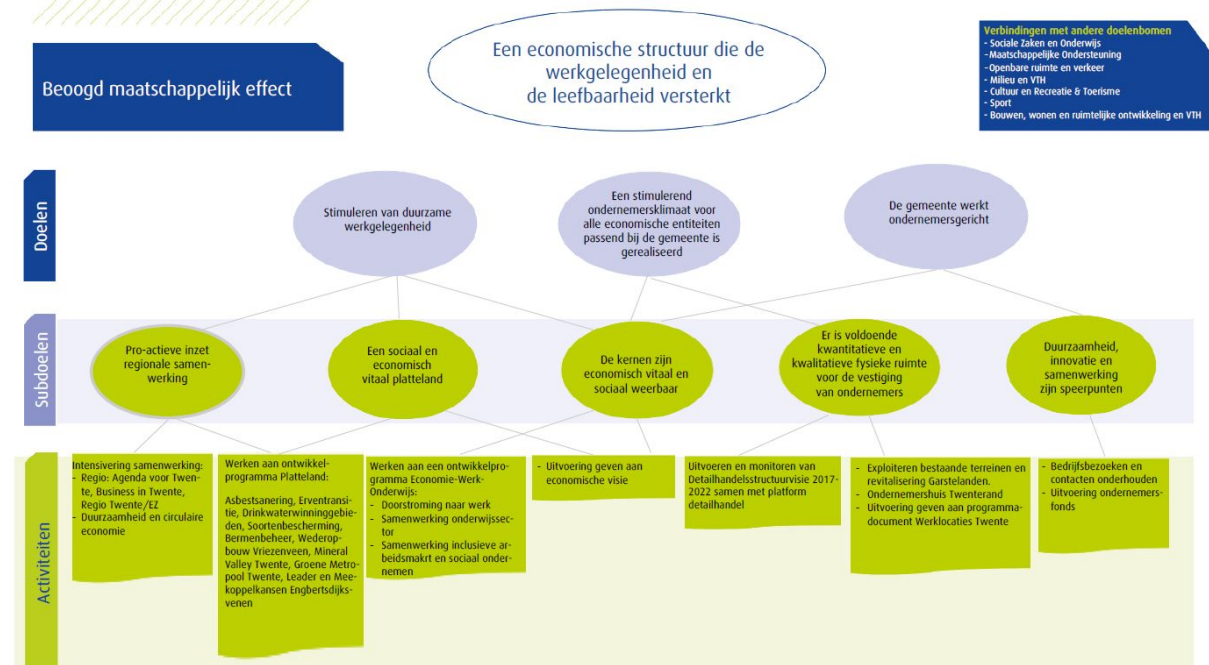 Beoogd maatschappelijk effect
Een economische structuur die de
werkgelegenheid en
de leefbaarheid versterkt
Verbindingen met andere doelenbomen
- Sociale Zaken en Onderwijs
-Maatschappelijke Ondersteuning
-Openbare ruimte en verkeer
- Milieu en VTH
- Cultuur en Recreatie & Toerisme
- Sport
- Bouwen, wonen en ruimtelijke ontwikkeling en VTH
Doelen
Stimuleren van duurzame
werkgelegenheid
Een stimulerend
ondernemersklimaat voor
alle economische entiteiten
passend bij de gemeente is
gerealiseerd
De gemeente werkt
ondernemersgericht
Subdoelen
Pro-actieve inzet
regionale samen-
werking
Een sociaal en
economisch
vitaal platteland
De kernen zijn
economisch vitaal en
sociaal weerbaar
Er is voldoende
kwantitatieve en
kwalitatieve fysieke ruimte
voor de vestiging
van ondernemers
Duurzaamheid,
innovatie en
samenwerking
zijn speerpunten
Activiteiten
Intensivering samenwerking:
- Regio: Agenda voor Twen-
te, Business in Twente,
Regio Twente/EZ
- Duurzaamheid en circulaire
economie
Werken aan ontwikkel-
programma Platteland:
Asbestsanering, Erventransi-
tie, Drinkwaterwinninggebie-
den, Soortenbescherming,
Bermenbeheer, Wederop-
bouw Vriezenveen, Mineral
Valley Twente, Groene Metro-
pool Twente, Leader en Mee-
koppelkansen Engbertsdijks-
venen
Werken aan een ontwikkelpro-
gramma Economie-Werk-
Onderwijs:
- Doorstroming naar werk
- Samenwerking onderwijssec-
tor
- Samenwerking inclusieve ar-
beidsmakrt en sociaal onder-
nemen
- Uitvoering geven aan
economische visie
Uitvoeren en monitoren van
Detailhandelsstructuurvisie 2017-
2022 samen met platform
detailhandel
- Exploiteren bestaande terreinen en
revitalisering Garstelanden.
- Ondernemershuis Twenterand
- Uitvoering geven aan programma-
document Werklocaties Twente
- Bedrijfsbezoeken en
contacten onderhouden
- Uitvoering ondernemers-
fonds